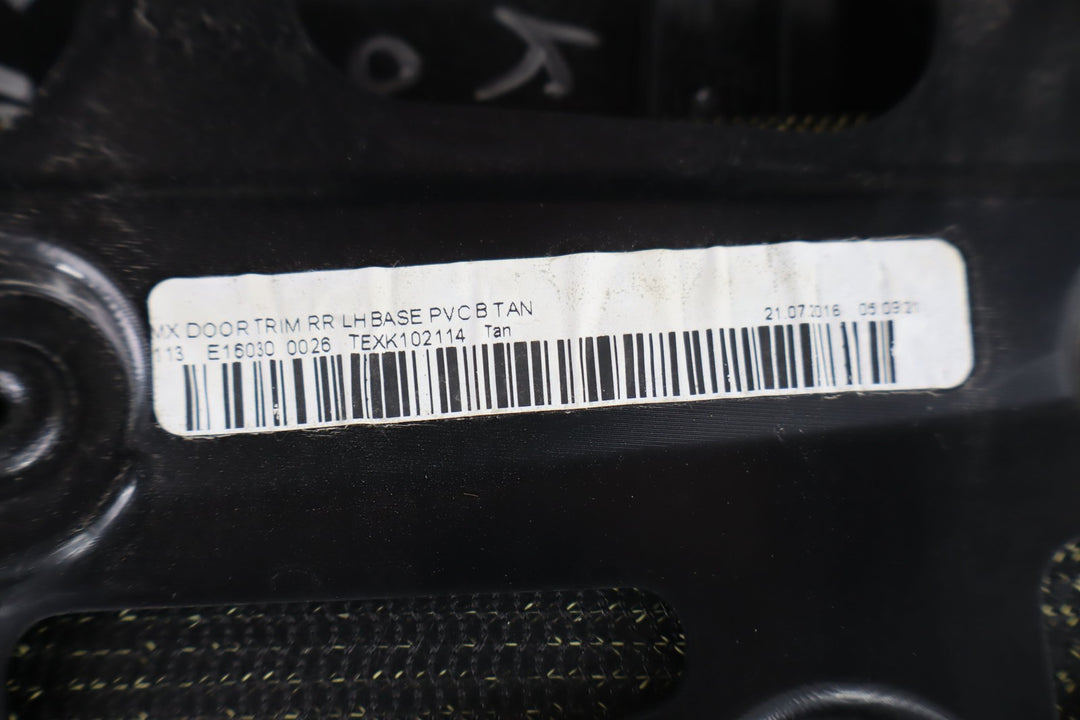 MX DOOR TRIM RR LH BASE PVC B TAN 21.07.2016 05:09:21
113 E16030 0026 TEXK102114 Tan